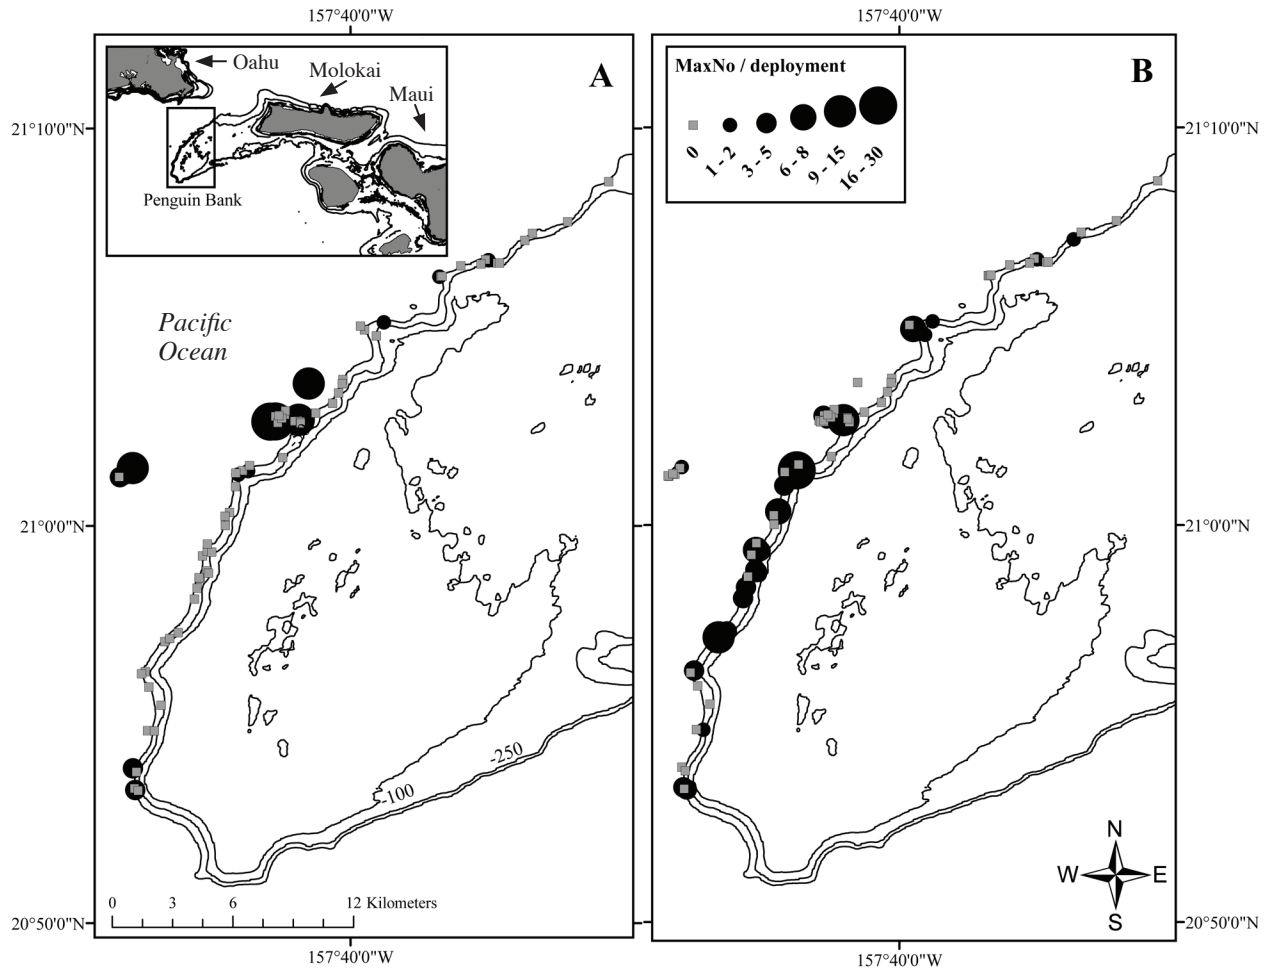 157°40'0"W
157°40'0"W
A
Oahu
Molokai
Maui
Penguin Bank
21°10'0"N
Pacific
Ocean
21°0'0"N
-250
-100
0
3
6
12 Kilometers
20°50'0"N
157°40'0"W
B
MaxNo / deployment
0
1 - 2
3 - 5
6 - 8
9 - 15
16 - 30
21°10'0"N
21°0'0"N
N
W
E
S
20°50'0"N
157°40'0"W